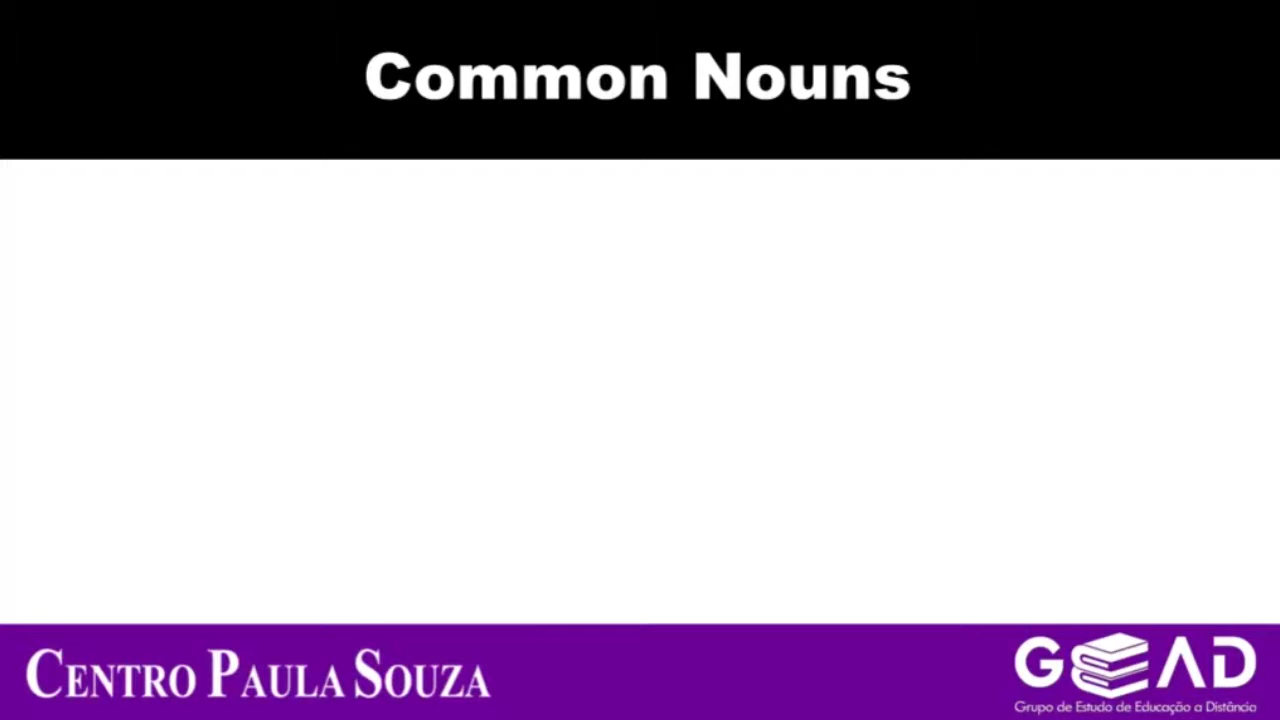 Common Nouns
CENTRO PAULA SOUZA
GEAD
Grupo de Estudo de Educação a Distância